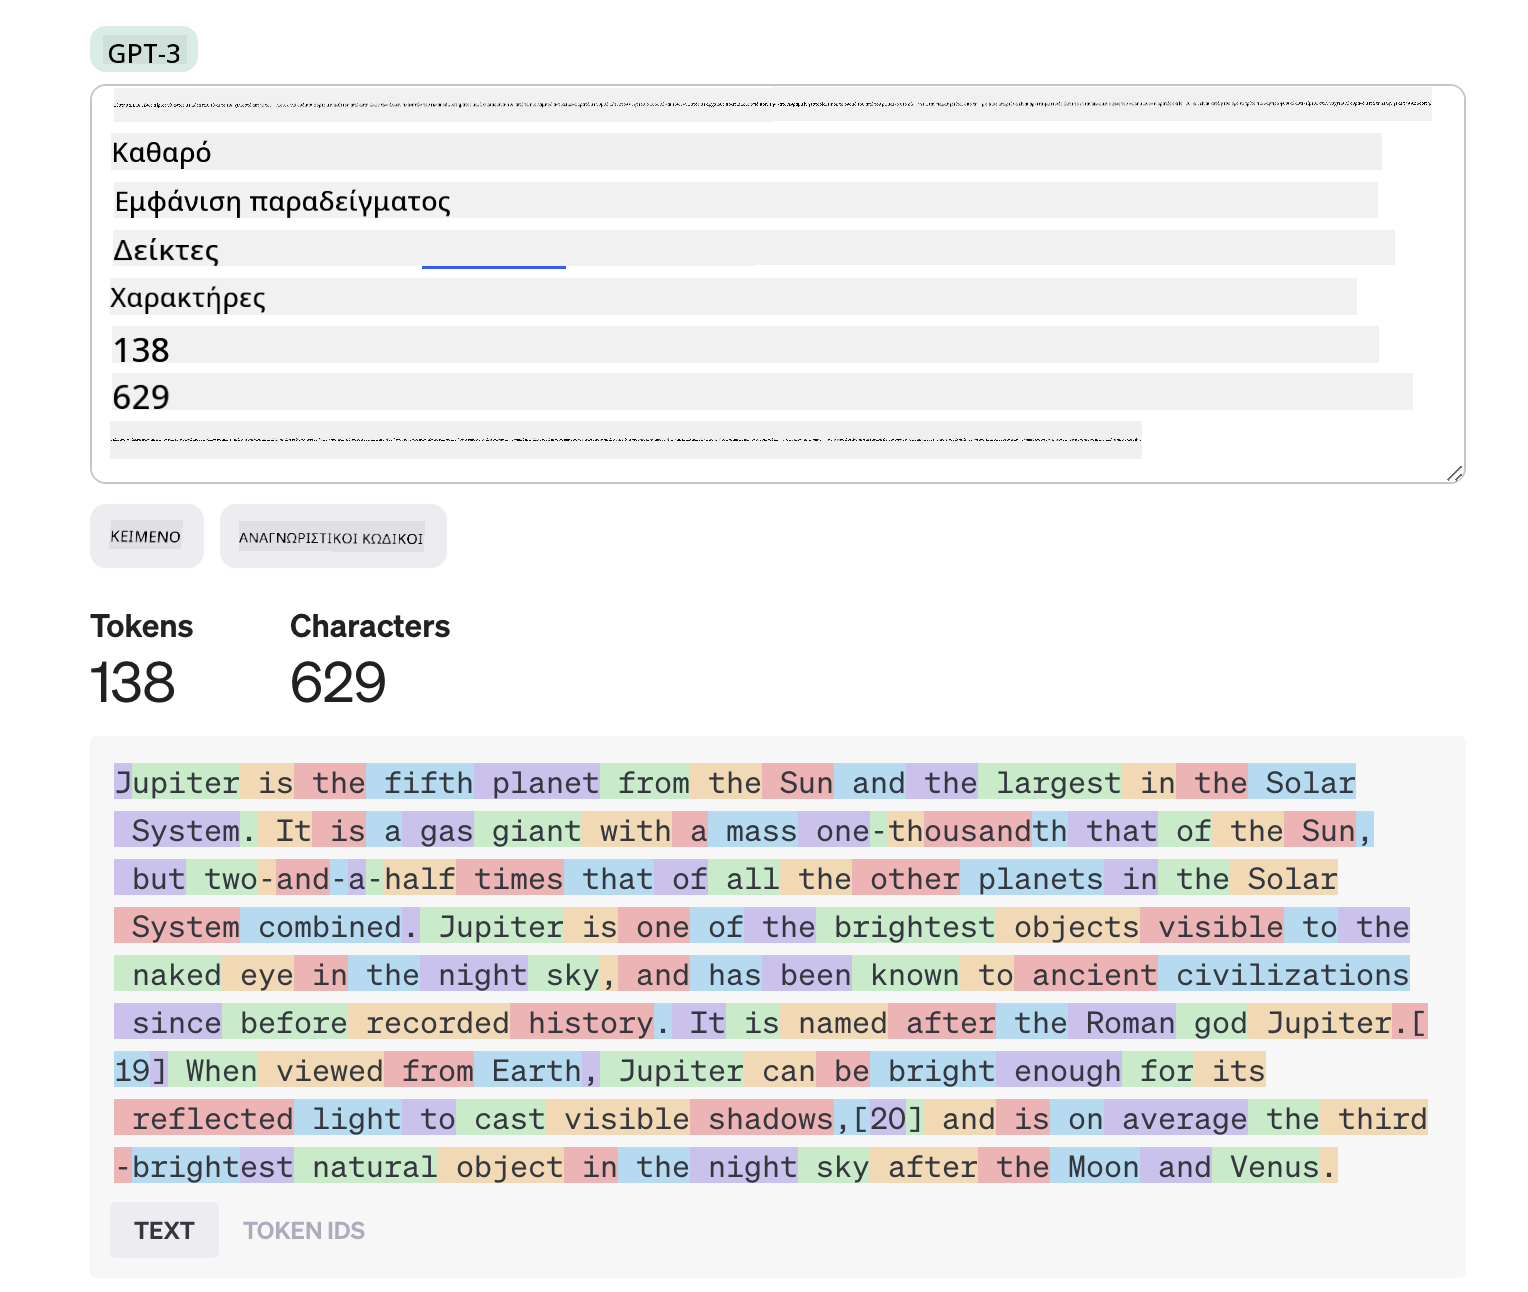 GPT-3
Καθαρό
Εμφάνιση παραδείγματος
Δείκτες
Χαρακτήρες
138
629
ΚΕΙΜΕΝΟ
ΑΝΑΓΝΩΡΙΣΤΙΚΟΙ ΚΩΔΙΚΟΙ
Tokens Characters
138 629
Jupiter is the fifth planet from the Sun and the largest in the Solar
System. It is a gas giant with a mass one-thousandth that of the Sun,
but two-and-a-half times that of all the other planets in the Solar
System combined. Jupiter is one of the brightest objects visible to the
naked eye in the night sky, and has been known to ancient civilizations
since before recorded history. It is named after the Roman god Jupiter.[
19] When viewed from Earth, Jupiter can be bright enough for its
reflected light to cast visible shadows,[20] and is on average the third
-brightest natural object in the night sky after the Moon and Venus.
TEXT TOKEN IDS